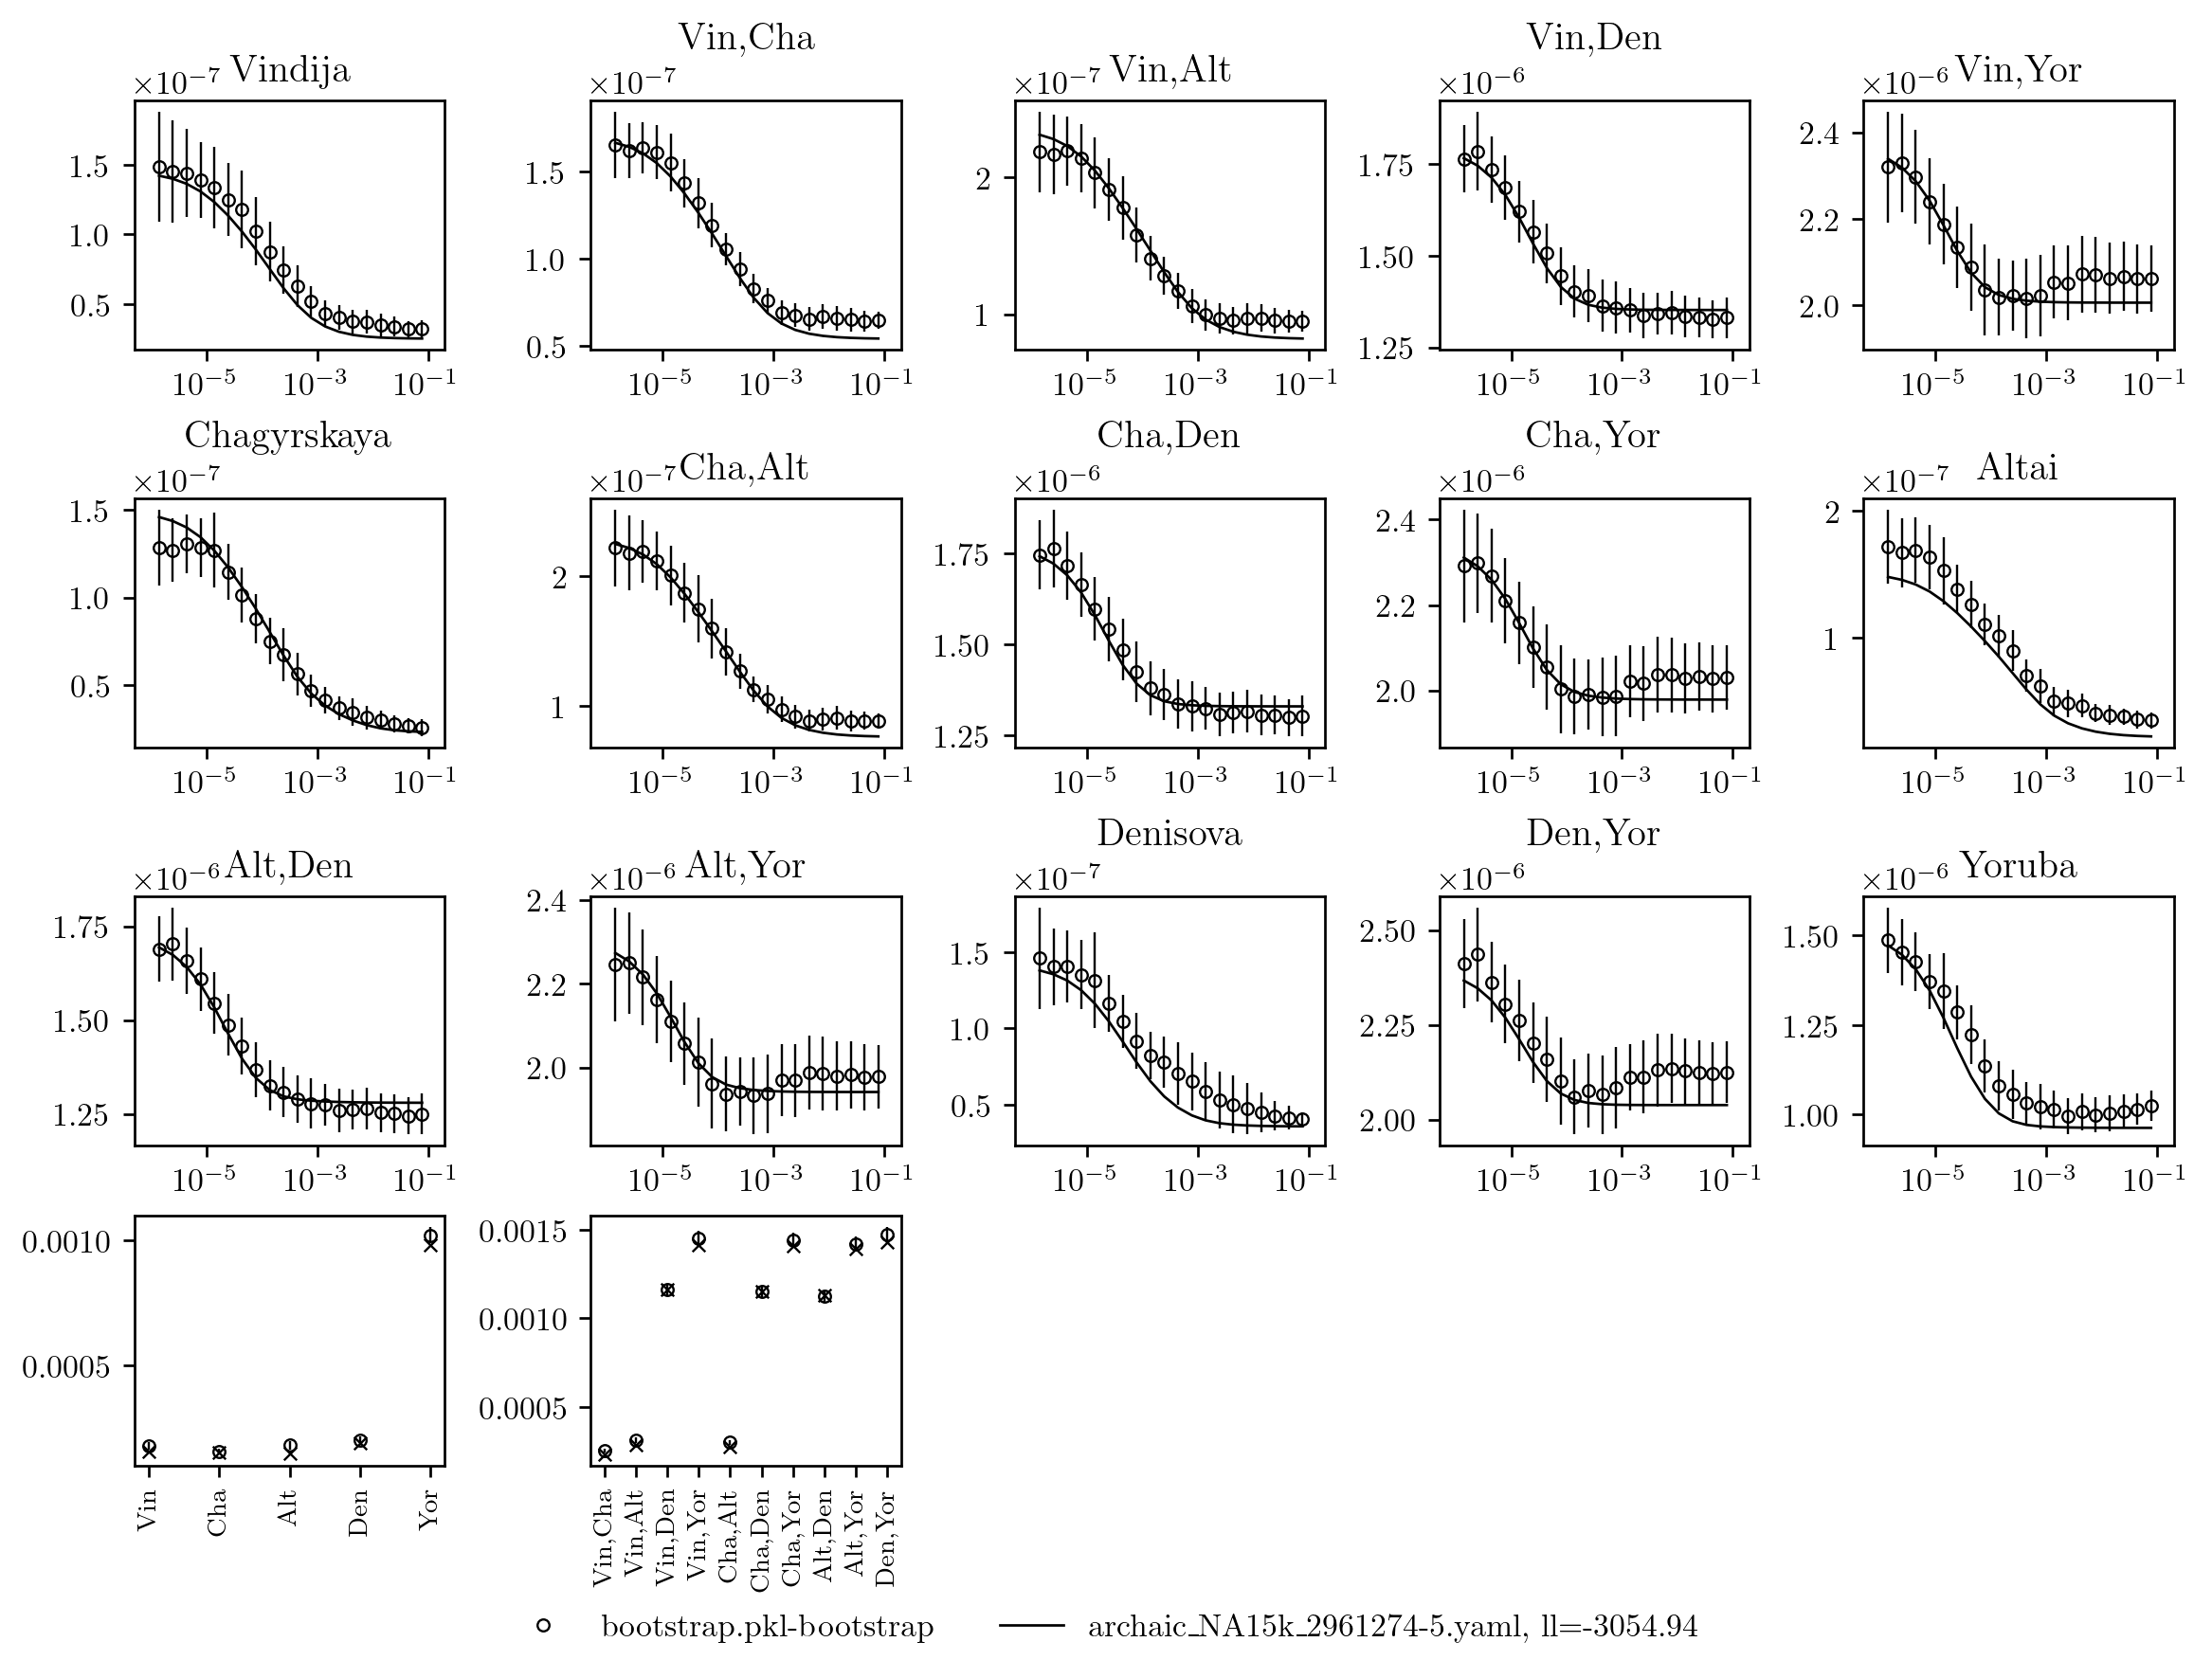 Vin,Cha Vin,Den
×10⁻⁷ Vindija ×10⁻⁷ ×10⁻⁷ Vin,Alt ×10⁻⁶ ×10⁻⁶ Vin,Yor
1.5 1.0 0.5
1.5 1.0 0.5
2 1
1.75 1.50 1.25
2.4 2.2 2.0
10⁻⁵ 10⁻³ 10⁻¹ 10⁻⁵ 10⁻³ 10⁻¹ 10⁻⁵ 10⁻³ 10⁻¹ 10⁻⁵ 10⁻³ 10⁻¹ 10⁻⁵ 10⁻³ 10⁻¹
Chagyrskaya Cha,Den Cha,Yor
×10⁻⁷ ×10⁻⁷ Cha,Alt ×10⁻⁶ ×10⁻⁶ ×10⁻⁷ Altai
1.5 1.0 0.5
2 1
1.75 1.50 1.25
2.4 2.2 2.0
2 1
10⁻⁵ 10⁻³ 10⁻¹ 10⁻⁵ 10⁻³ 10⁻¹ 10⁻⁵ 10⁻³ 10⁻¹ 10⁻⁵ 10⁻³ 10⁻¹ 10⁻⁵ 10⁻³ 10⁻¹
Denisova Den,Yor
×10⁻⁶ Alt,Den ×10⁻⁶ Alt,Yor ×10⁻⁷ ×10⁻⁶ ×10⁻⁶ Yoruba
1.75 1.50 1.25
2.4 2.2 2.0
1.5 1.0 0.5
2.50 2.25 2.00
1.50 1.25 1.00
10⁻⁵ 10⁻³ 10⁻¹ 10⁻⁵ 10⁻³ 10⁻¹ 10⁻⁵ 10⁻³ 10⁻¹ 10⁻⁵ 10⁻³ 10⁻¹ 10⁻⁵ 10⁻³ 10⁻¹
0.0010 0.0005
0.0015 0.0010 0.0005
Vin Cha Alt Den Yor
Vin,Cha Vin,Alt Vin,Den Vin,Yor Cha,Alt Cha,Den Cha,Yor Alt,Den Alt,Yor Den,Yor
bootstrap.pkl-bootstrap archaic_NA15k_2961274-5.yaml, ll=-3054.94